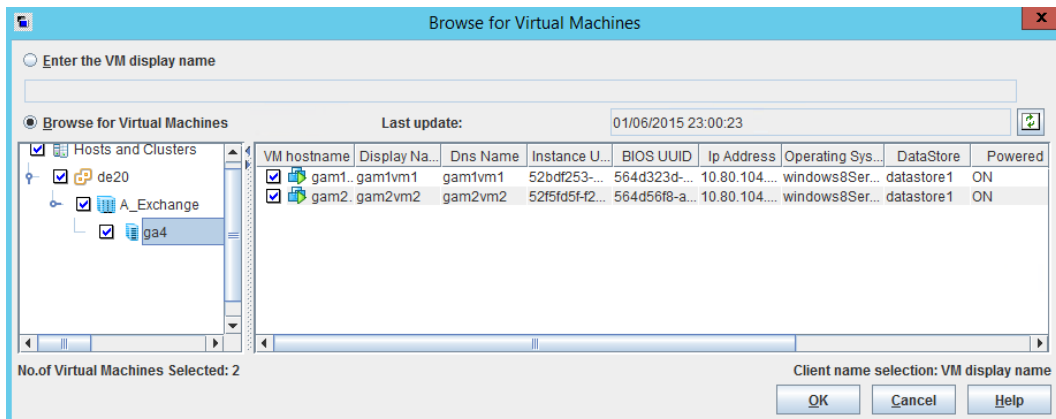 Browse for Virtual Machines
x
Enter the VM display name
Browse for Virtual Machines Last update: 01/06/2015 23:00:23
Hosts and Clusters
de20
A_Exchange
ga4
VM hostname Display Na... Dns Name Instance U... BIOS UUID Ip Address Operating Sys... DataStore Powered
gam1.. gam1vm1 gam1vm1 52bdf253-... 564d323d-... 10.80.104.... windows8Ser... datastore1 ON
gam2. gam2vm2 gam2vm2 52f5fd5f-f2... 564d56f8-a... 10.80.104.... windows8Ser... datastore1 ON
No.of Virtual Machines Selected: 2 Client name selection: VM display name
OK Cancel Help